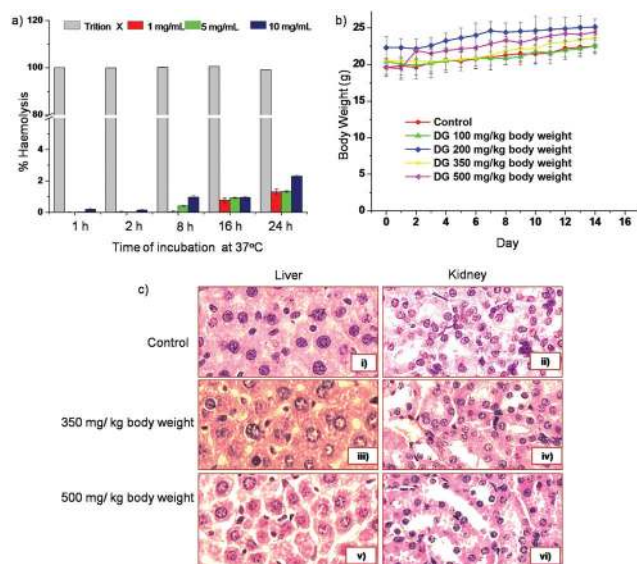 a)
Trition X 1 mg/mL 5 mg/mL 10 mg/mL
100
80
2
1
0
% Haemolysis
1 h 2 h 8 h 16 h 24 h
Time of incubation at 37ºC
b)
25
20
15
10
5
0
Body Weight (g)
Control
DG 100 mg/kg body weight
DG 200 mg/kg body weight
DG 350 mg/kg body weight
DG 500 mg/kg body weight
0 2 4 6 8 10 12 14 16
Day
c)
Liver Kidney
Control
i) ii)
350 mg/ kg body weight
iii) iv)
500 mg/ kg body weight
v) vi)